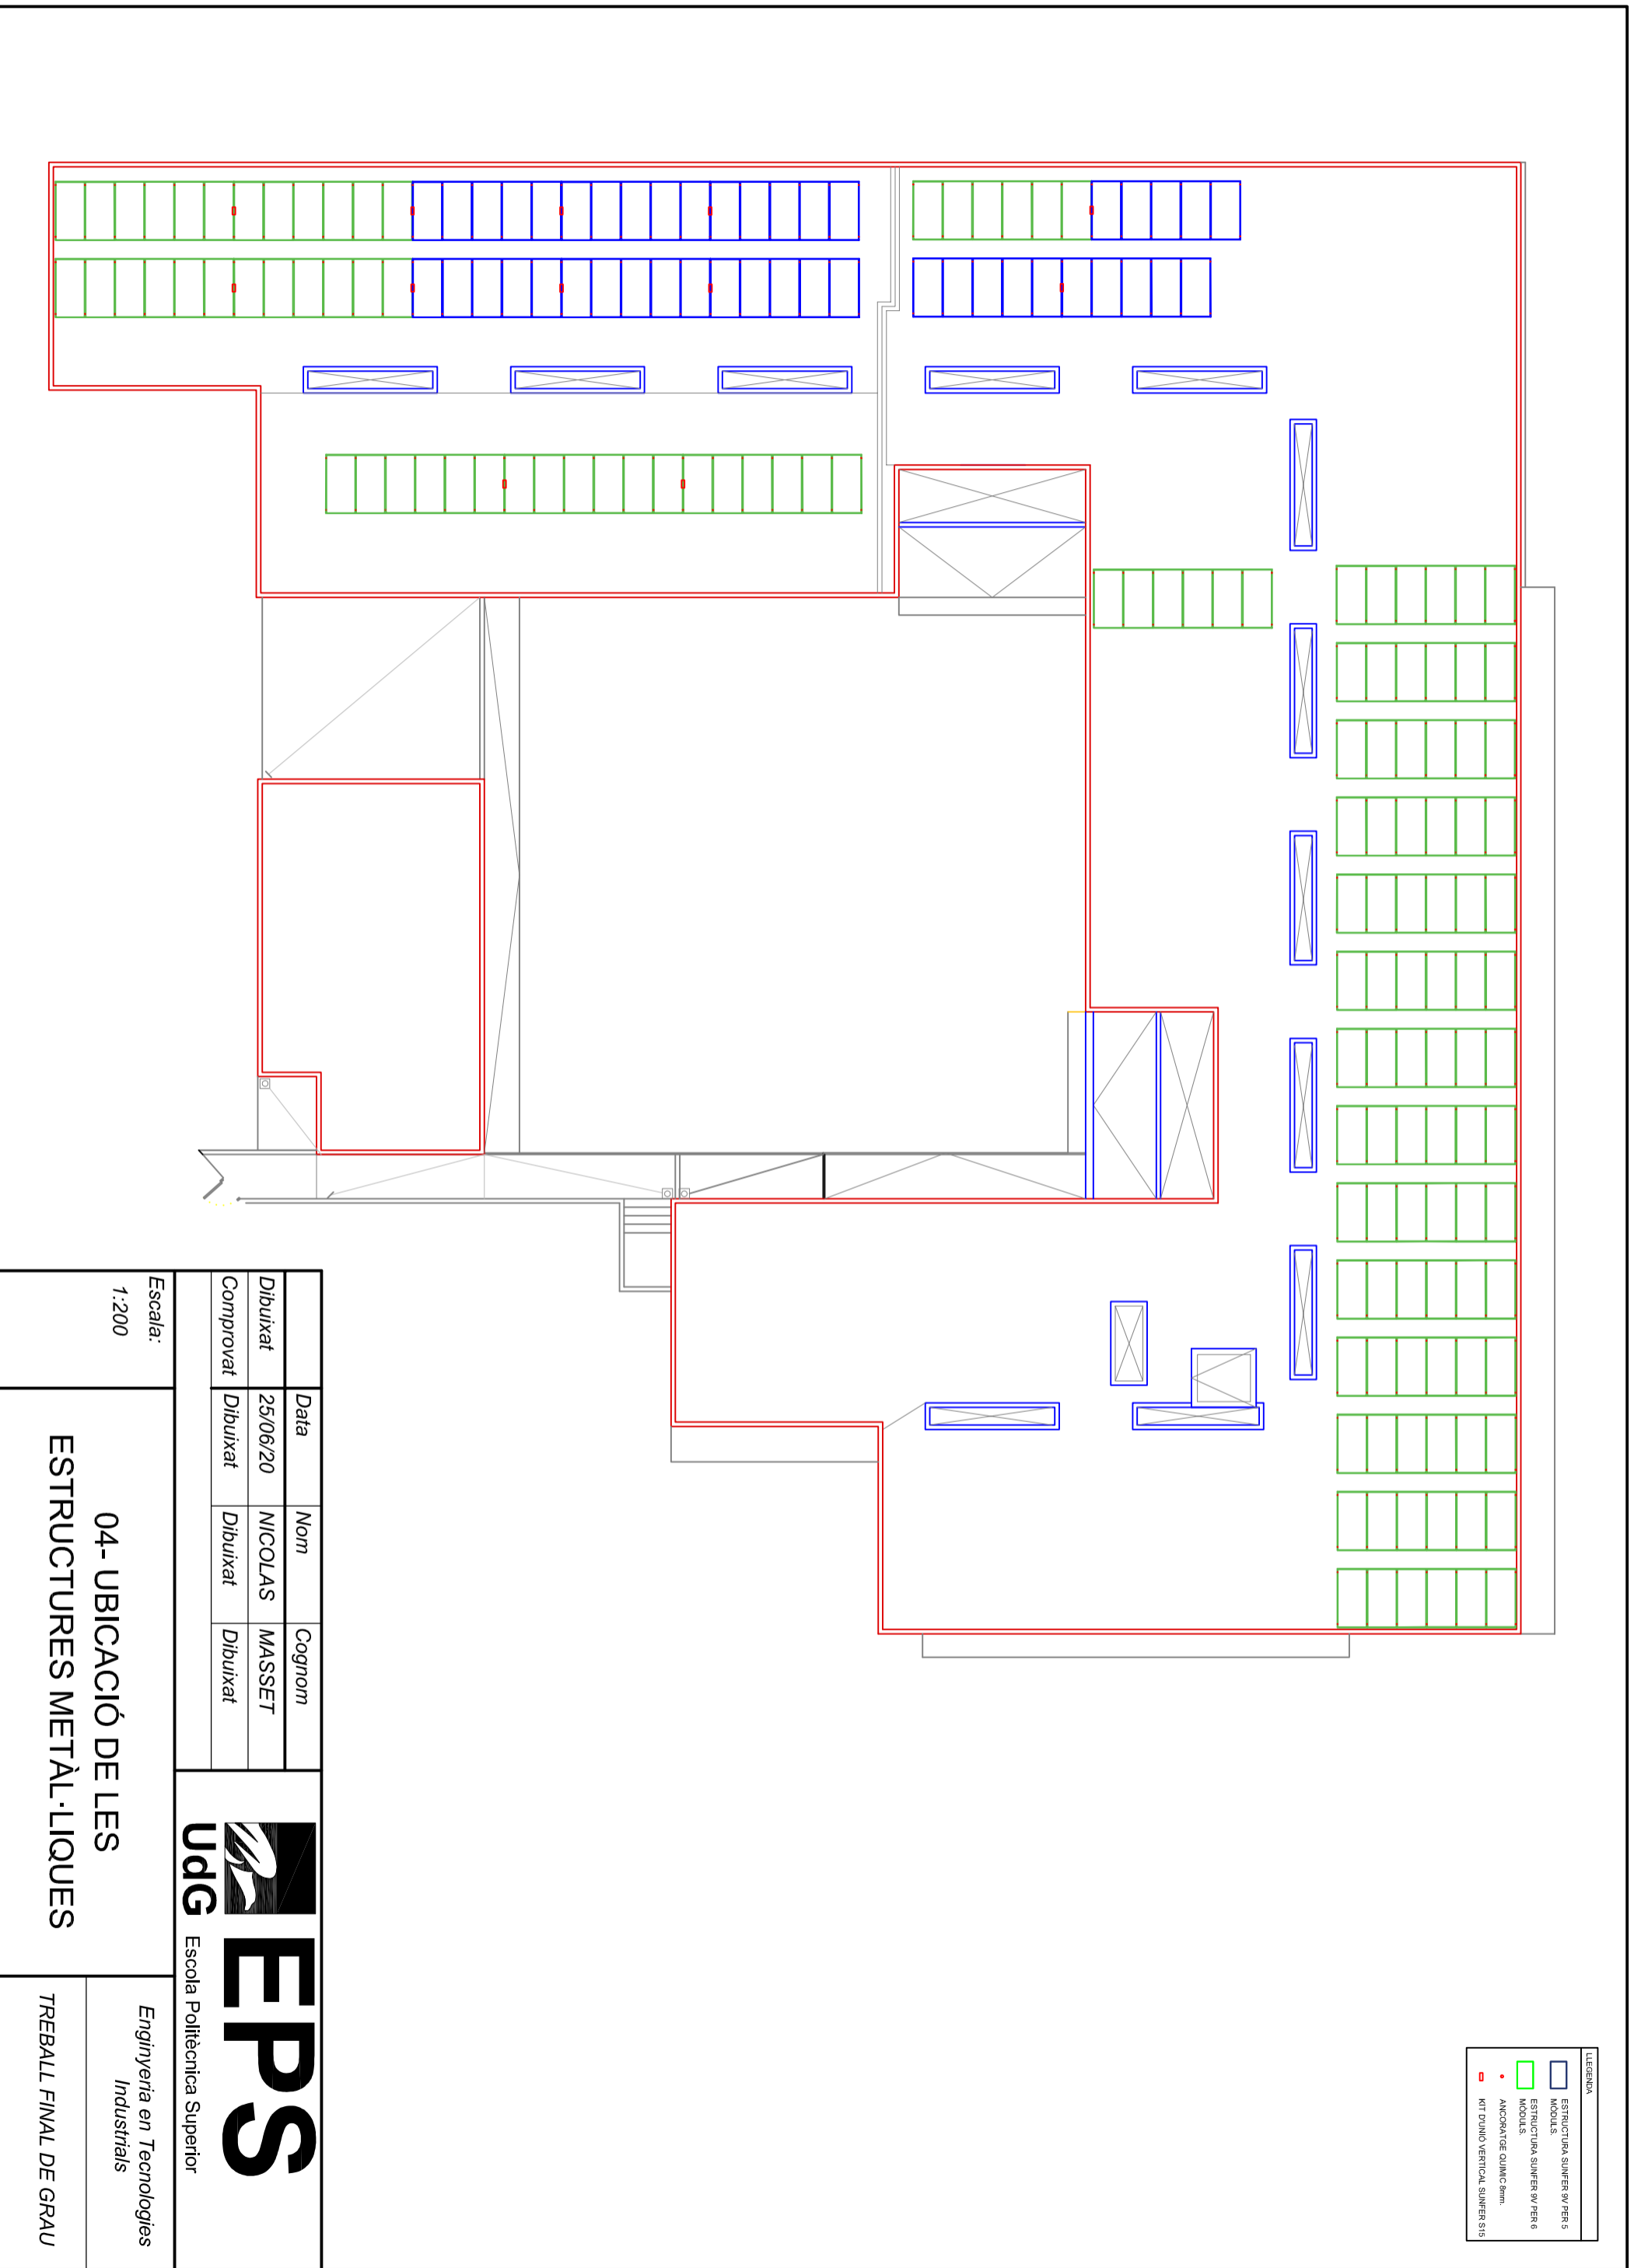 LLEGENDA
ESTRUCTURA SUNFER 9V PER 5
MÒDULS.
ESTRUCTURA SUNFER 9V PER 6
MÒDULS.
ANCORATGE QUIMIC 8mm.
KIT D'UNIÓ VERTICAL SUNFER S15
Data
Nom
Cognom
Dibuixat
25/06/20
NICOLAS
MASSET
Comprovat
Dibuixat
Dibuixat
Dibuixat
UdG
EPS
Escola Politècnica Superior
Escala:
1:200
04- UBICACIÓ DE LES
ESTRUCTURES METÀL·LIQUES
Enginyeria en Tecnologies
Industrials
TREBALL FINAL DE GRAU